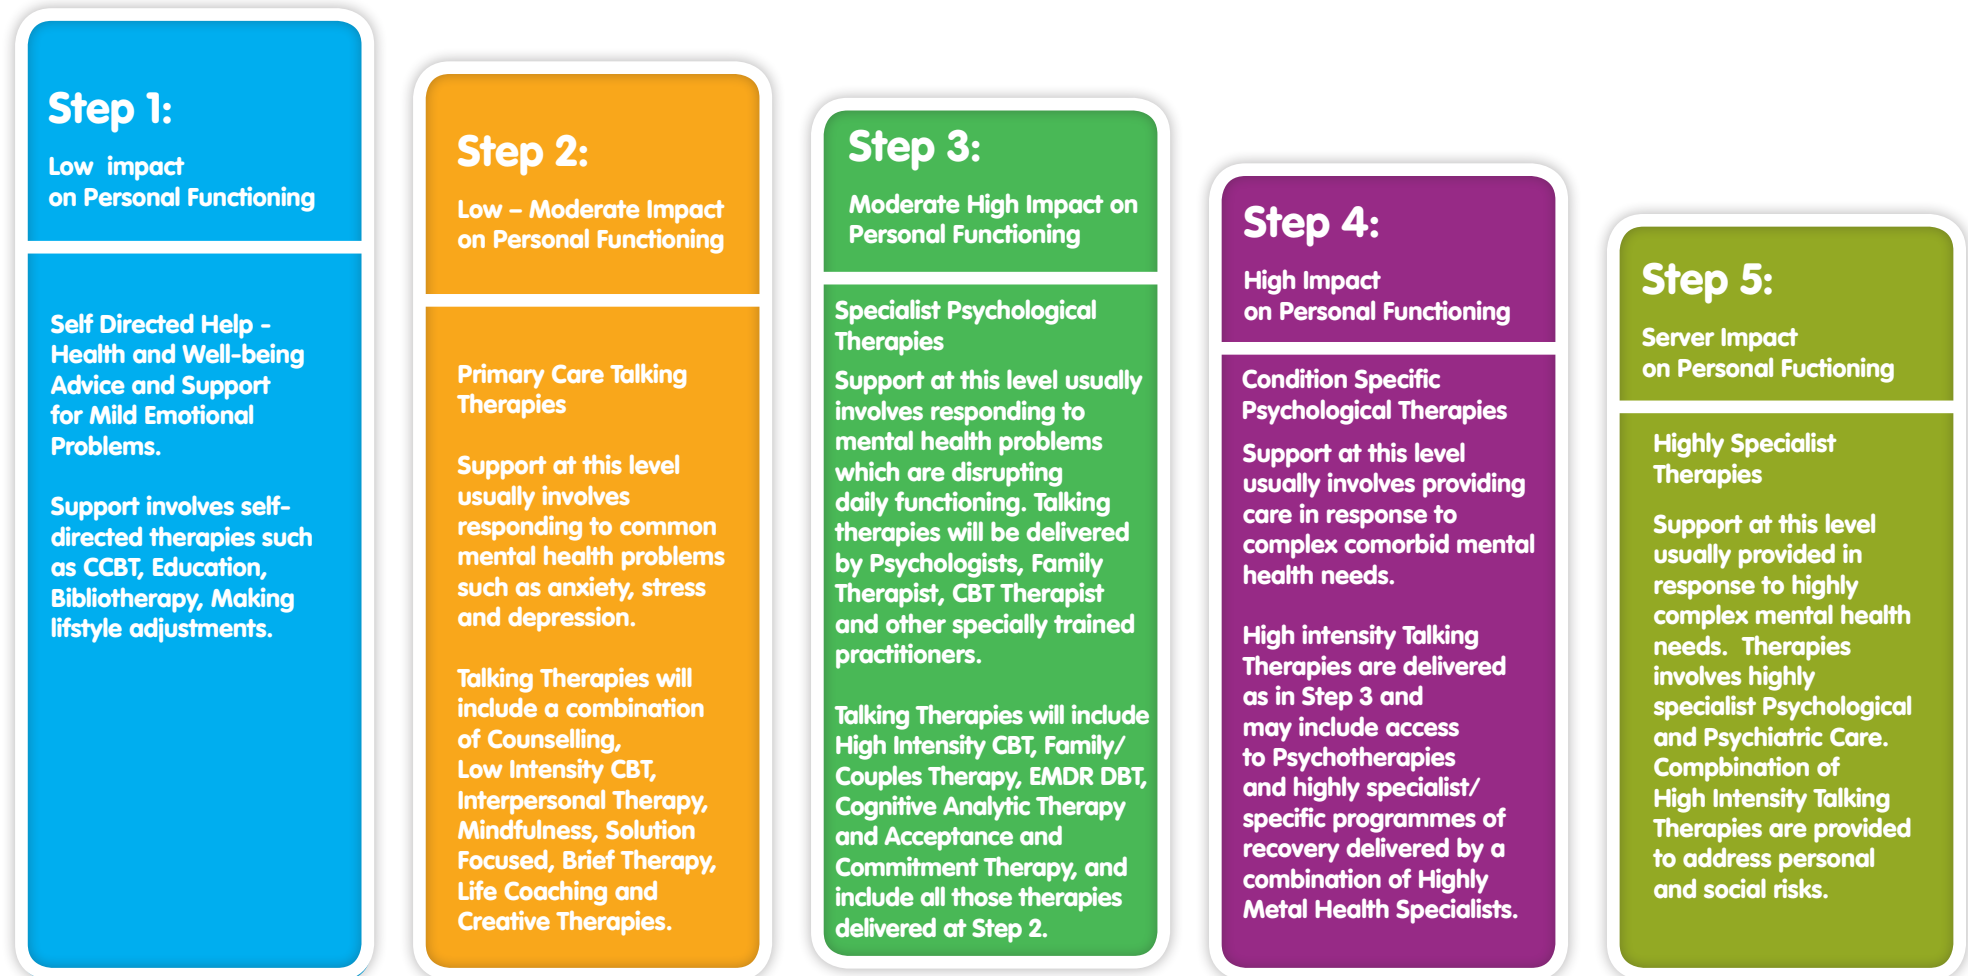 Step 1:
Low impact
on Personal Functioning
Self Directed Help -
Health and Well-being
Advice and Support
for Mild Emotional
Problems.
Support involves self-
directed therapies such
as CCBT, Education,
Bibliotherapy, Making
lifstyle adjustments.
Step 2:
Low – Moderate Impact
on Personal Functioning
Primary Care Talking
Therapies
Support at this level
usually involves
responding to common
mental health problems
such as anxiety, stress
and depression.
Talking Therapies will
include a combination
of Counselling,
Low Intensity CBT,
Interpersonal Therapy,
Mindfulness, Solution
Focused, Brief Therapy,
Life Coaching and
Creative Therapies.
Step 3:
Moderate High Impact on
Personal Functioning
Specialist Psychological
Therapies
Support at this level usually
involves responding to
mental health problems
which are disrupting
daily functioning. Talking
therapies will be delivered
by Psychologists, Family
Therapist, CBT Therapist
and other specially trained
practitioners.
Talking Therapies will include
High Intensity CBT, Family/
Couples Therapy, EMDR DBT,
Cognitive Analytic Therapy
and Acceptance and
Commitment Therapy, and
include all those therapies
delivered at Step 2.
Step 4:
High Impact
on Personal Functioning
Condition Specific
Psychological Therapies
Support at this level
usually involves providing
care in response to
complex comorbid mental
health needs.
High intensity Talking
Therapies are delivered
as in Step 3 and
may include access
to Psychotherapies
and highly specialist/
specific programmes of
recovery delivered by a
combination of Highly
Metal Health Specialists.
Step 5:
Server Impact
on Personal Fuctioning
Highly Specialist
Therapies
Support at this level
usually provided in
response to highly
complex mental health
needs. Therapies
involves highly
specialist Psychological
and Psychiatric Care.
Compbination of
High Intensity Talking
Therapies are provided
to address personal
and social risks.